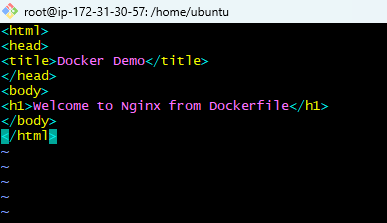 root@ip-172-31-30-57: /home/ubuntu
<html>
<head>
<title>Docker Demo</title>
</head>
<body>
<h1>Welcome to Nginx from Dockerfile</h1>
</body>
</html>
~
~
~
~
~